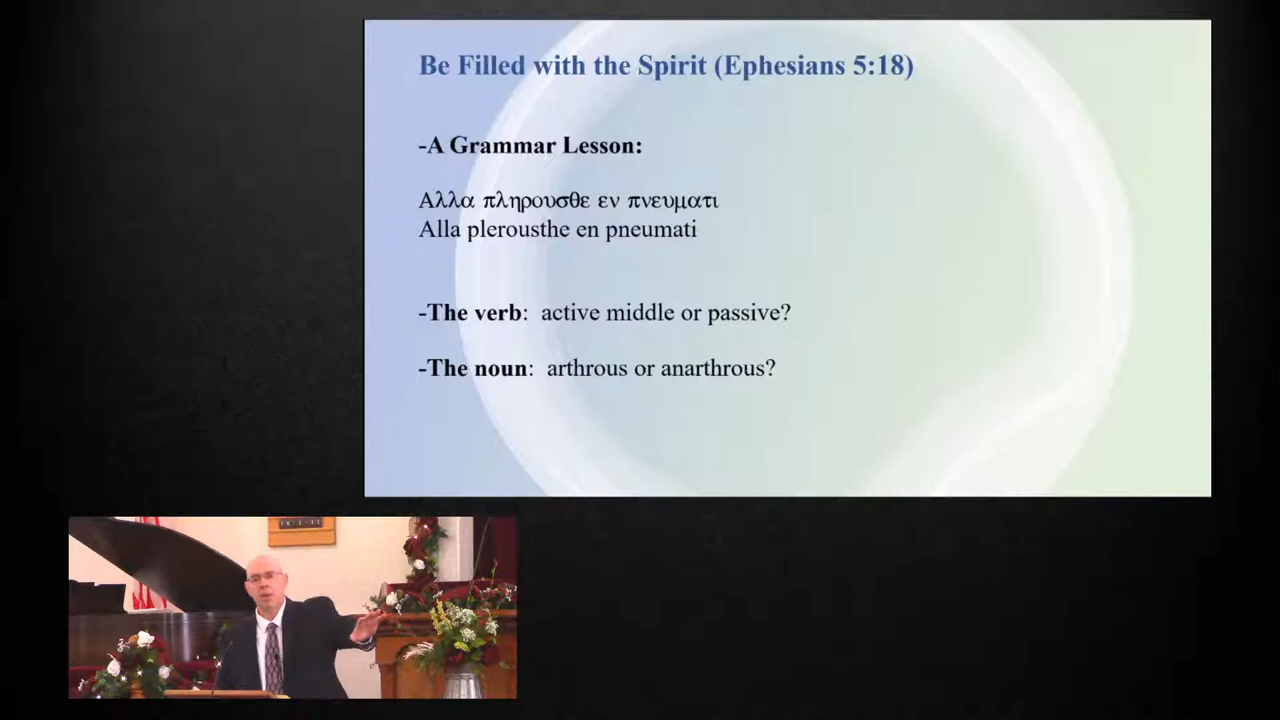 Be Filled with the Spirit (Ephesians 5:18)
-A Grammar Lesson:
Αλλα πληρουσθε εν πνευματι
Alla plerousthe en pneumati
-The verb: active middle or passive?
-The noun: arthrous or anarthrous?